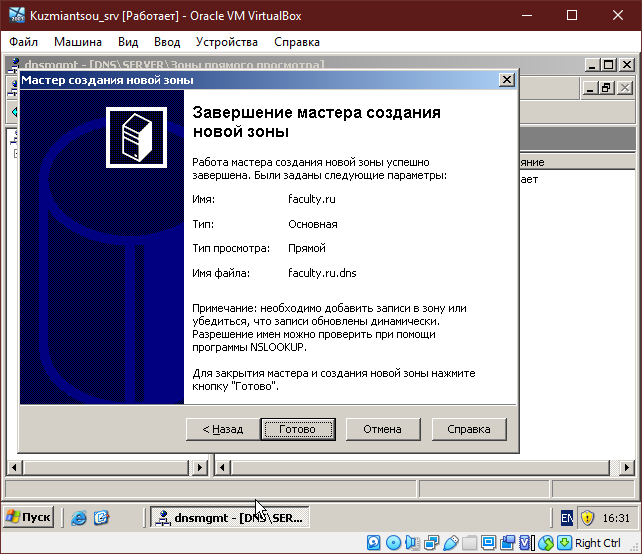 Kuzmiantsou_srv [Работает] - Oracle VM VirtualBox
Файл Машина Вид Ввод Устройства Справка
dnsmgmt - [DNS\SERVER\Зоны прямого просмотра]
Мастер создания новой зоны
Завершение мастера создания
новой зоны
яние
ает
Работа мастера создания новой зоны успешно
завершена. Были заданы следующие параметры:
Имя: faculty.ru
Тип: Основная
Тип просмотра: Прямой
Имя файла: faculty.ru.dns
Примечание: необходимо добавить записи в зону или
убедиться, что записи обновлены динамически.
Разрешение имен можно проверить при помощи
программы NSLOOKUP.
Для закрытия мастера и создания новой зоны нажмите
кнопку "Готово".
< Назад Готово Отмена Справка
Пуск dnsmgmt - [DNS\SER... EN 16:31
Right Ctrl